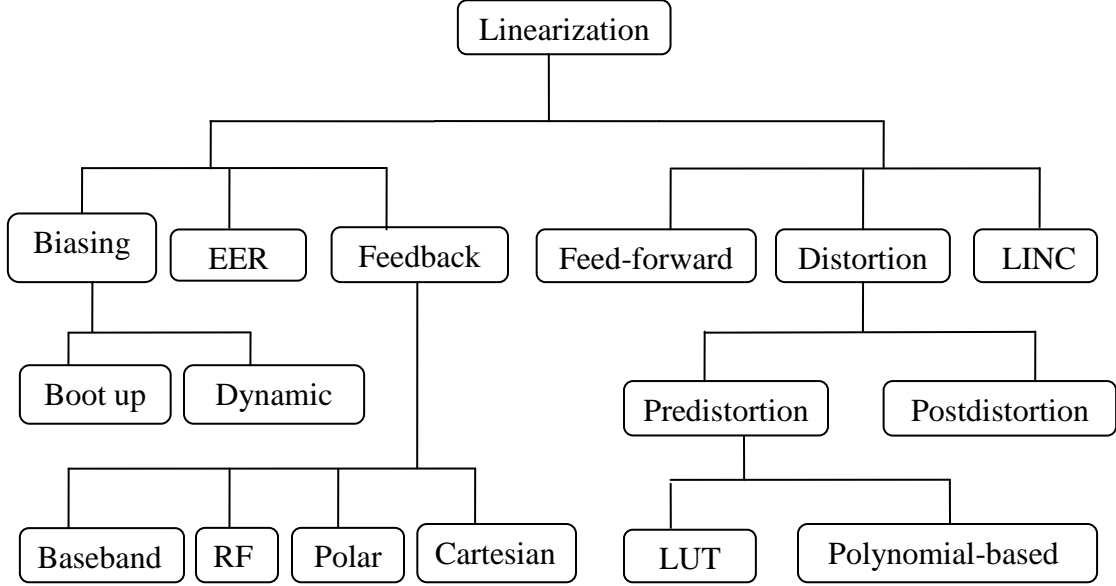 Linearization
Biasing
EER
Feedback
Feed-forward
Distortion
LINC
Boot up
Dynamic
Predistortion
Postdistortion
Baseband
RF
Polar
Cartesian
LUT
Polynomial-based